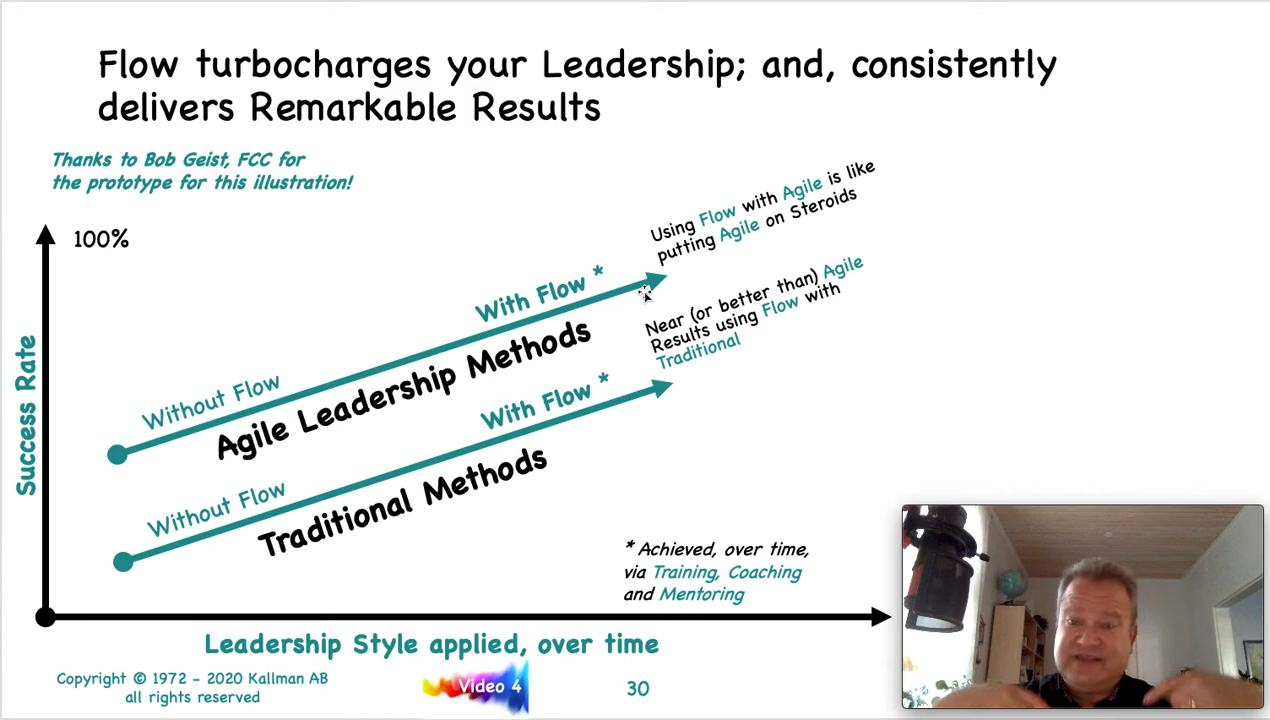 Flow turbocharges your Leadership; and, consistently
delivers Remarkable Results
Thanks to Bob Geist, FCC for
the prototype for this illustration!
100%
Success Rate
Using Flow with Agile is like
putting Agile on Steroids
With Flow *
Without Flow
Agile Leadership Methods
Near (or better than) Agile
Results using Flow with
Traditional
With Flow *
Without Flow
Traditional Methods
* Achieved, over time,
via Training, Coaching
and Mentoring
Leadership Style applied, over time
Copyright © 1972 - 2020 Kallman AB
all rights reserved
Video 4
30